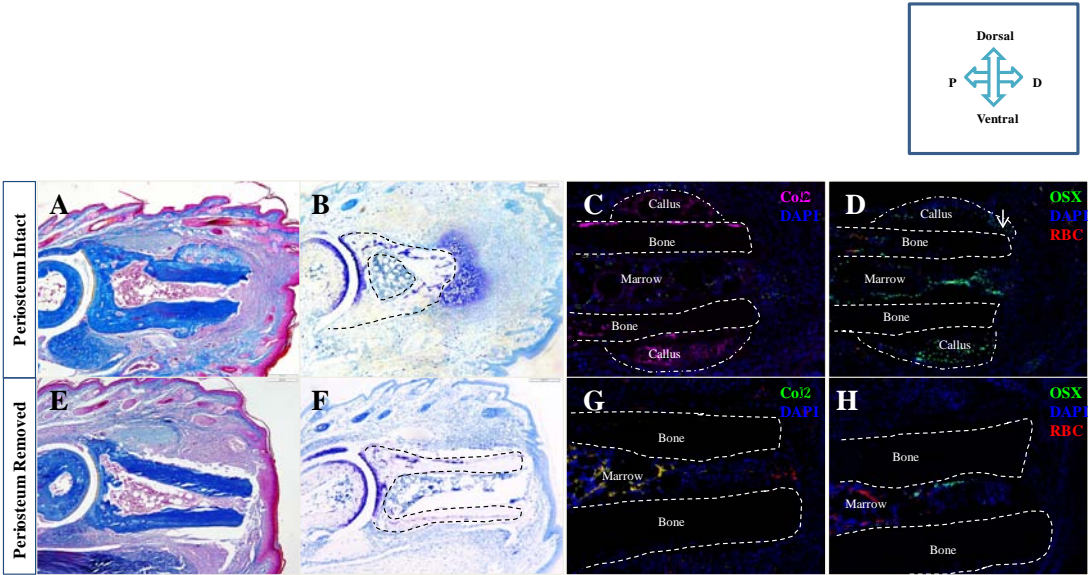 Dorsal
P D
Ventral
Periosteum Intact
A
B
C
Col2
DAPI
Callus
Bone
Marrow
Bone
Callus
D
OSX
DAPI
RBC
Callus
Bone
Marrow
Bone
Callus
Periosteum Removed
E
F
G
Col2
DAPI
Bone
Marrow
Bone
H
OSX
DAPI
RBC
Bone
Marrow
Bone